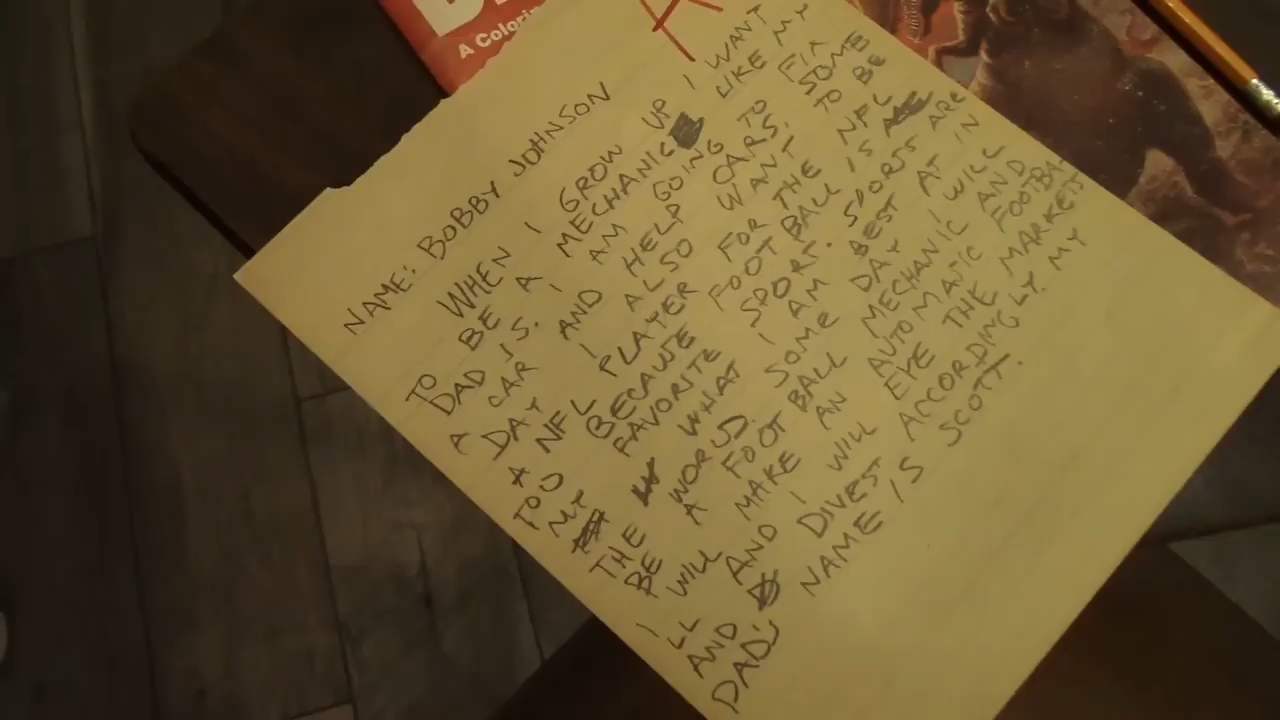 A Colorin
A
NAME: BOBBY JOHNSON
WHEN I GROW UP I WANT
TO BE A MECHANIC LIKE MY
DAD IS. I AM GOING TO FIX
A CAR AND HELP CARS. SOME
DAY I ALSO WANT TO BE
A NFL PLAYER FOR THE NFL
TOO BECAUSE FOOT BALL IS
MY FAVORITE SPORT. SPORTS ARE
WHAT I AM BEST AT IN
THE WORLD. SOME DAY I WILL
BE A FOOT BALL MECHANIC AND
I WILL MAKE AN AUTOMATIC FOOTBA-
LL AND I WILL EYE THE MARKETS
AND DIVEST ACCORDINGLY. MY
DAD'S NAME IS SCOTT.